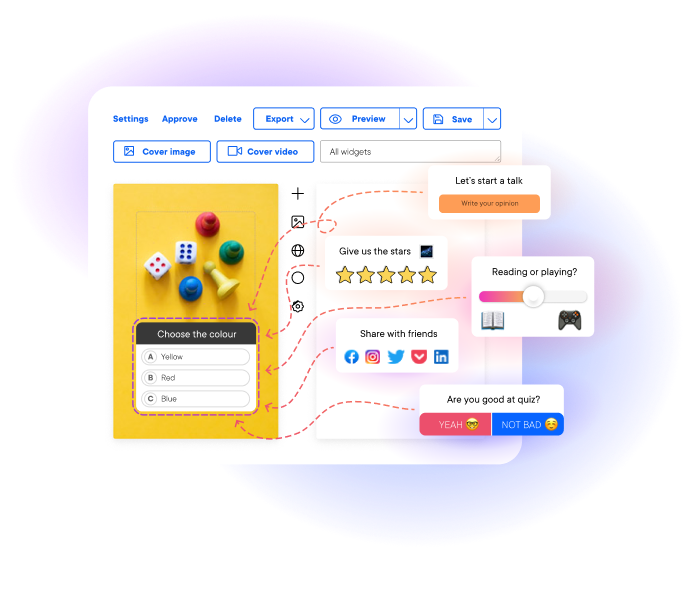 Settings
Approve
Delete
Export
Preview
Save
Cover image
Cover video
All widgets
Let's start a talk
Write your opinion
Give us the stars
Reading or playing?
Choose the colour
A Yellow
B Red
C Blue
Share with friends
Are you good at quiz?
YEAH 🤓
NOT BAD ☺️